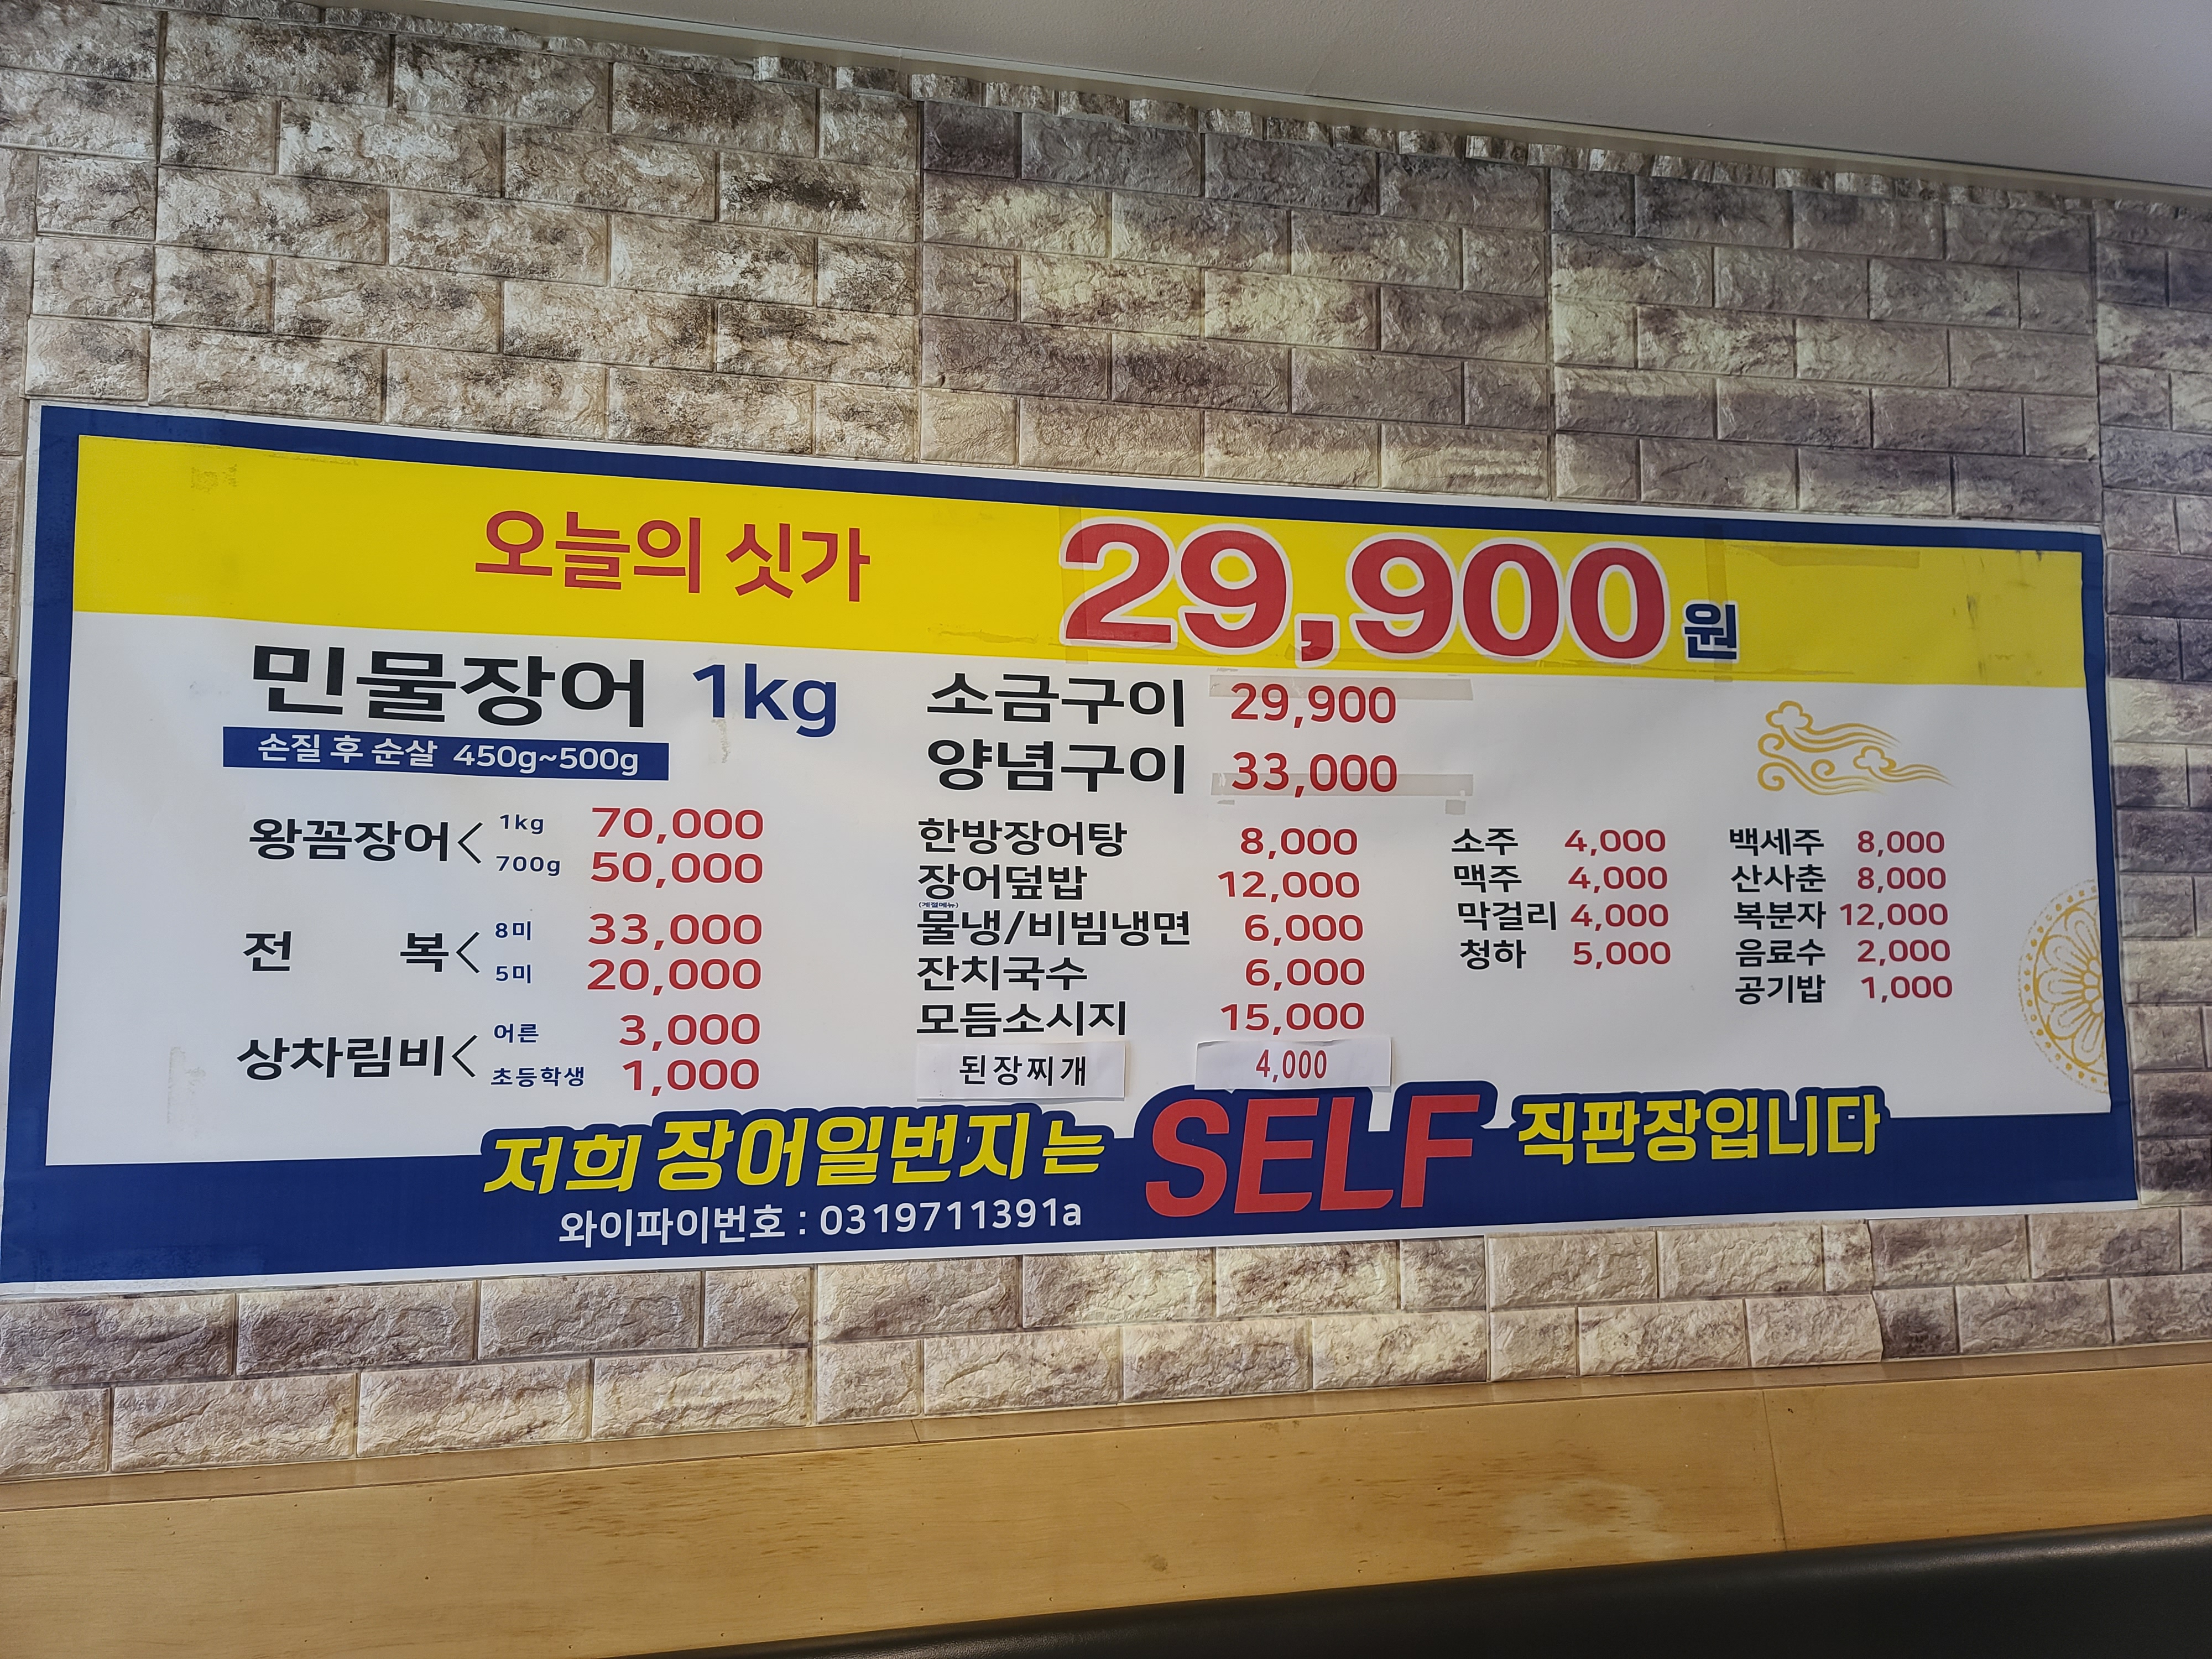 오늘의 싯가 29,900원
민물장어 1kg
손질 후 순살 450g~500g
소금구이 29,900
양념구이 33,000
왕꼼장어< 1kg 70,000
700g 50,000
전 복< 8미 33,000
5미 20,000
상차림비< 어른 3,000
초등학생 1,000
한방장어탕 8,000
장어덮밥 12,000
(계절메뉴)
물냉/비빔냉면 6,000
잔치국수 6,000
모듬소시지 15,000
된장찌개 4,000
소주 4,000
맥주 4,000
막걸리 4,000
청하 5,000
백세주 8,000
산사춘 8,000
복분자 12,000
음료수 2,000
공기밥 1,000
저희 장어일번지는 SELF 직판장입니다
와이파이번호 : 0319711391a